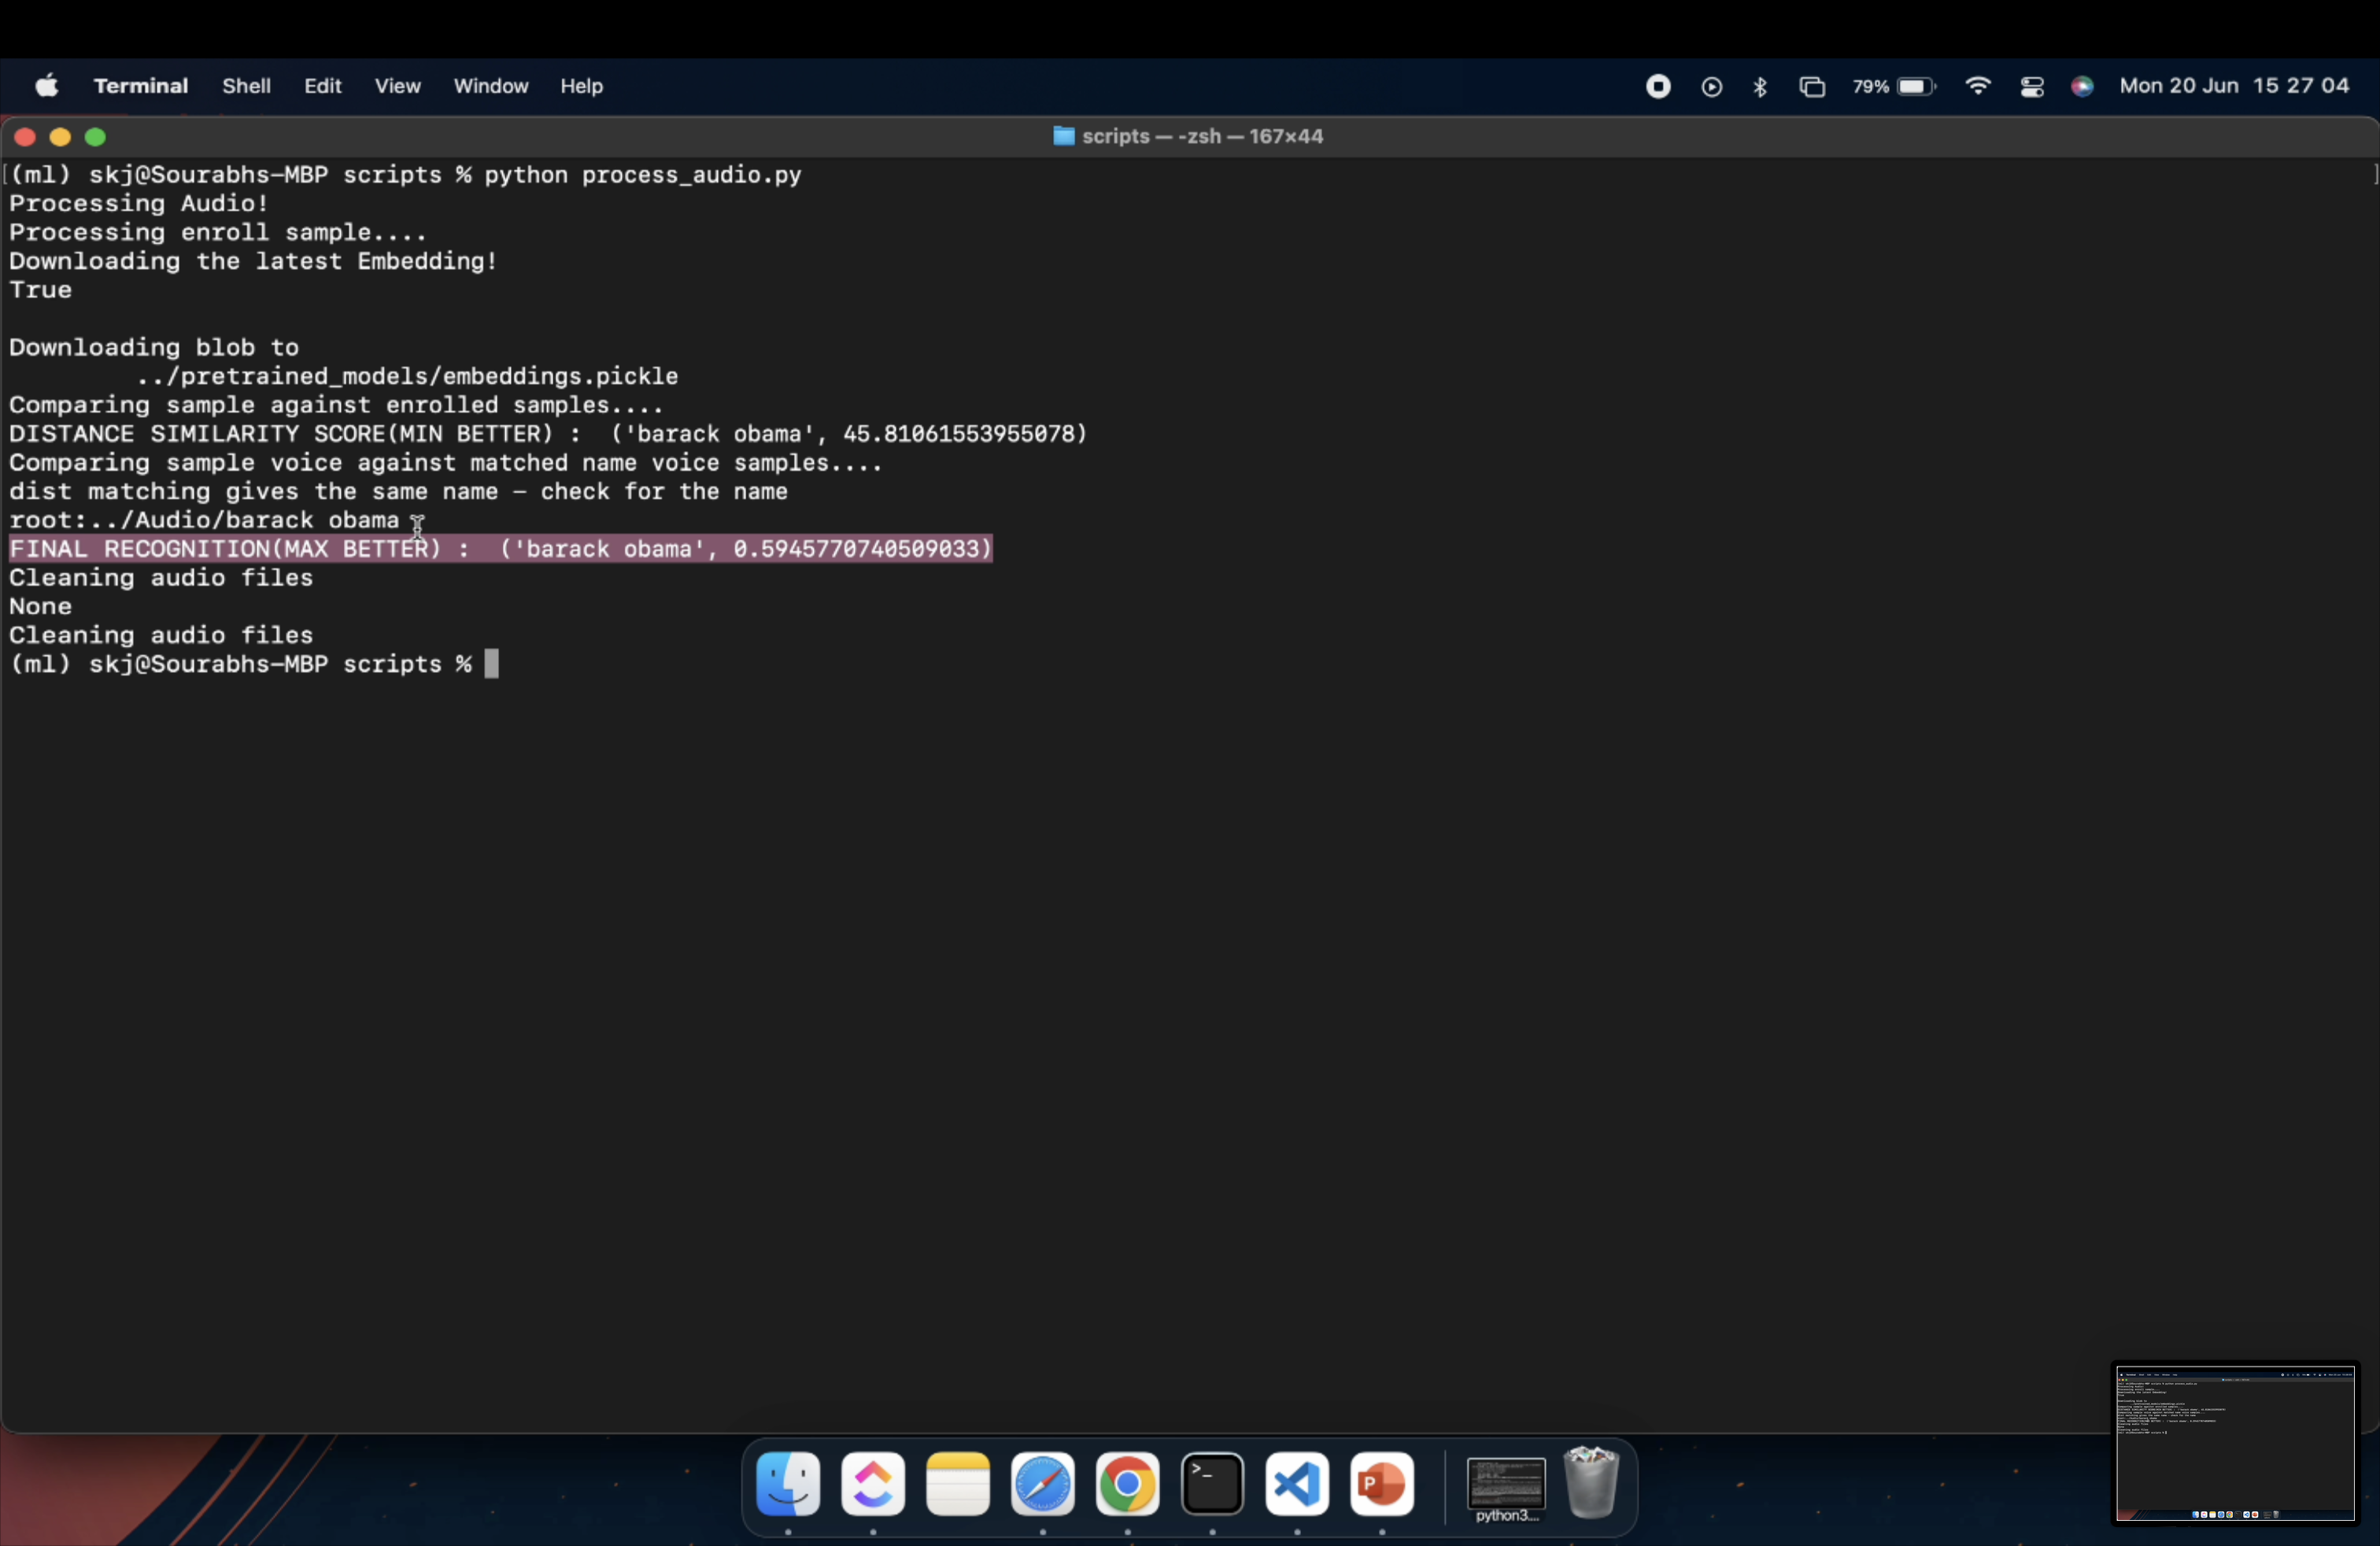 Terminal Shell Edit View Window Help 79% Mon 20 Jun 15 27 04
scripts — -zsh — 167×44
[(ml) skj@Sourabhs-MBP scripts % python process_audio.py ]
Processing Audio!
Processing enroll sample....
Downloading the latest Embedding!
True
Downloading blob to
../pretrained_models/embeddings.pickle
Comparing sample against enrolled samples....
DISTANCE SIMILARITY SCORE(MIN BETTER) :  ('barack obama', 45.81061553955078)
Comparing sample voice against matched name voice samples....
dist matching gives the same name - check for the name
root:../Audio/barack obama
FINAL RECOGNITION(MAX BETTER) :  ('barack obama', 0.5945770740509033)
Cleaning audio files
None
Cleaning audio files
(ml) skj@Sourabhs-MBP scripts %
>_
P
python3....